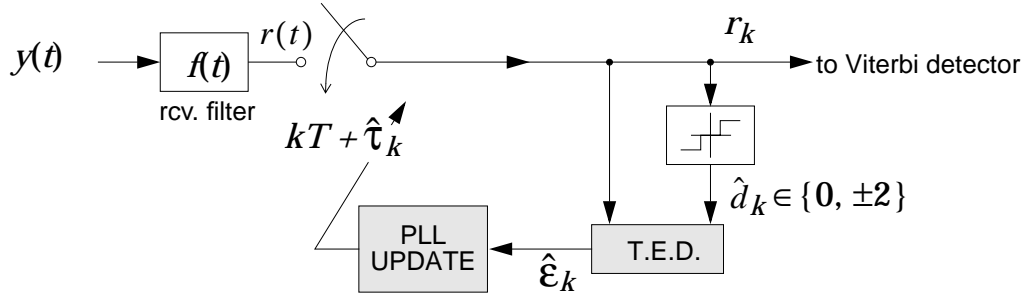 y(t)
f(t)
r(t)
r_k
to Viterbi detector
rcv. filter
kT + τ̂_k
d̂_k ∈ {0, ±2}
PLL
UPDATE
ε̂_k
T.E.D.